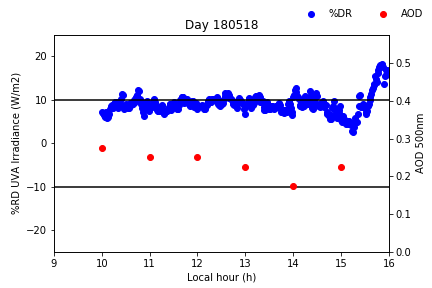 %DR AOD
Day 180518
%RD UVA Irradiance (W/m2)
20
10
0
−10
−20
0.5
0.4
0.3
0.2
0.1
0.0
AOD 500nm
9 10 11 12 13 14 15 16
Local hour (h)